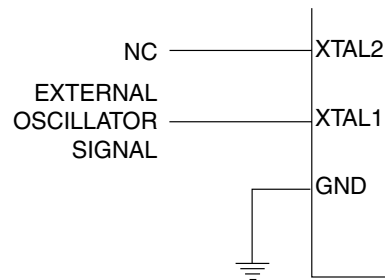 NC
XTAL2
EXTERNAL
OSCILLATOR
SIGNAL
XTAL1
GND